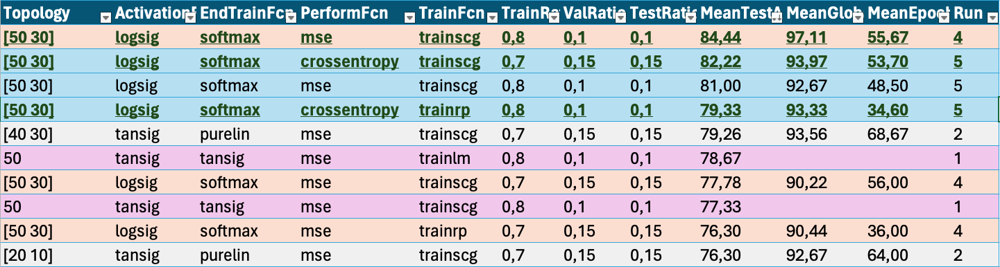 Topology ActivationF EndTrainFcn PerformFcn TrainFcn TrainRa ValRatio TestRatio MeanTestA MeanGlob MeanEpoch Run
[50 30] logsig softmax mse trainscg 0,8 0,1 0,1 84,44 97,11 55,67 4
[50 30] logsig softmax crossentropy trainscg 0,7 0,15 0,15 82,22 93,97 53,70 5
[50 30] logsig softmax mse trainscg 0,8 0,1 0,1 81,00 92,67 48,50 5
[50 30] logsig softmax crossentropy trainrp 0,8 0,1 0,1 79,33 93,33 34,60 5
[40 30] tansig purelin mse trainscg 0,7 0,15 0,15 79,26 93,56 68,67 2
50 tansig tansig mse trainlm 0,8 0,1 0,1 78,67 1
[50 30] logsig softmax mse trainscg 0,7 0,15 0,15 77,78 90,22 56,00 4
50 tansig tansig mse trainscg 0,8 0,1 0,1 77,33 1
[50 30] logsig softmax mse trainrp 0,7 0,15 0,15 76,30 90,44 36,00 4
[20 10] tansig purelin mse trainscg 0,7 0,15 0,15 76,30 92,67 64,00 2